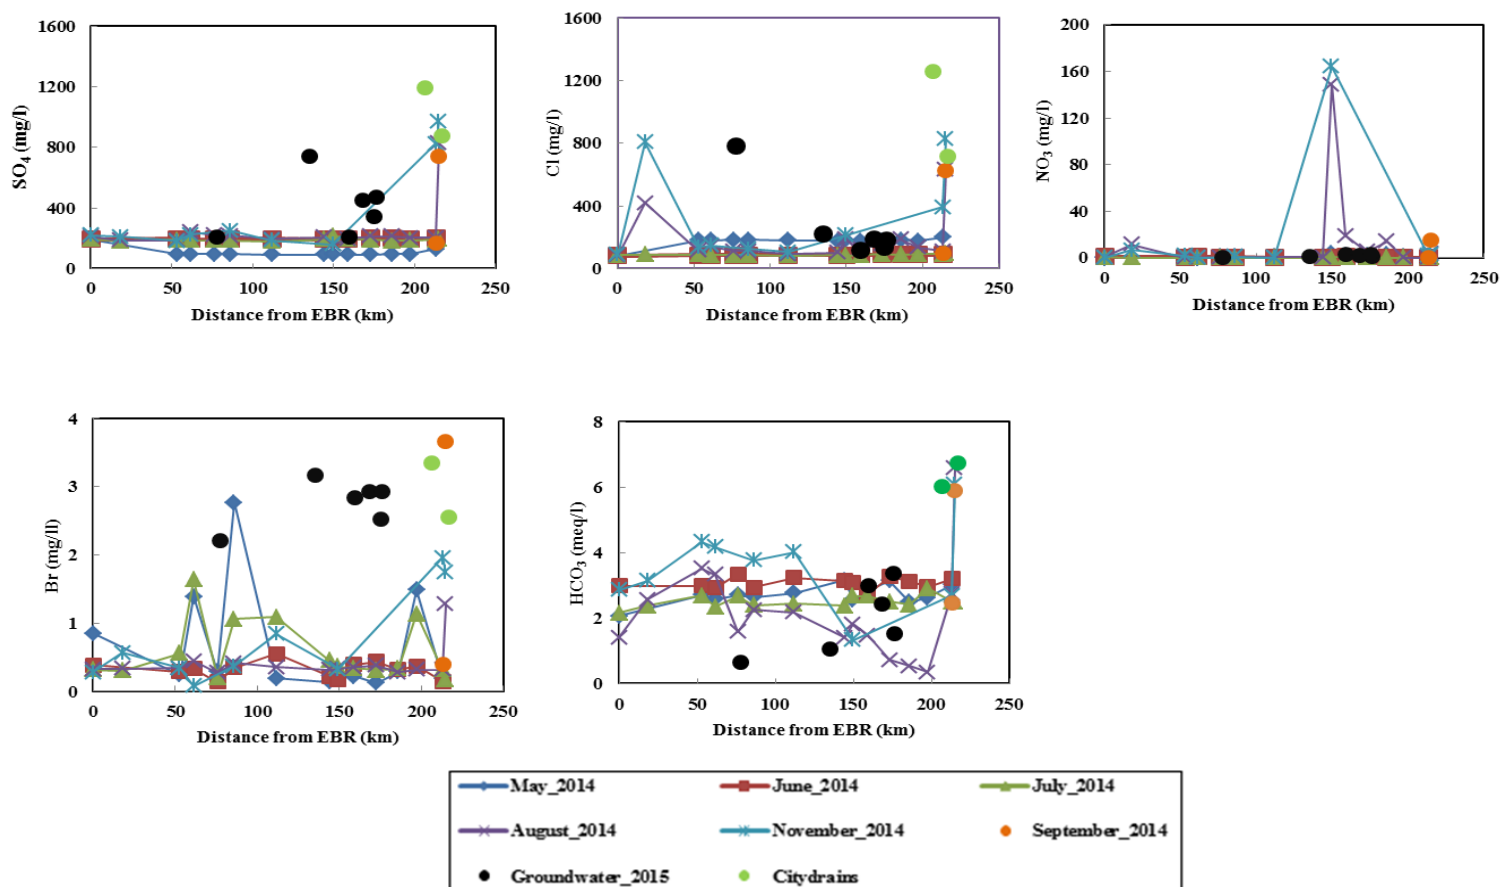 1600
1200
800
400
0
SO4 (mg/l)
0 50 100 150 200 250
Distance from EBR (km)
1600
1200
800
400
0
Cl (mg/l)
0 50 100 150 200 250
Distance from EBR (km)
200
160
120
80
40
0
NO3 (mg/l)
0 50 100 150 200 250
Distance from EBR (km)
4
3
2
1
0
Br (mg/ll)
0 50 100 150 200 250
Distance from EBR (km)
8
6
4
2
0
HCO3 (meq/l)
0 50 100 150 200 250
Distance from EBR (km)
May_2014 June_2014 July_2014
August_2014 November_2014 September_2014
Groundwater_2015 Citydrains